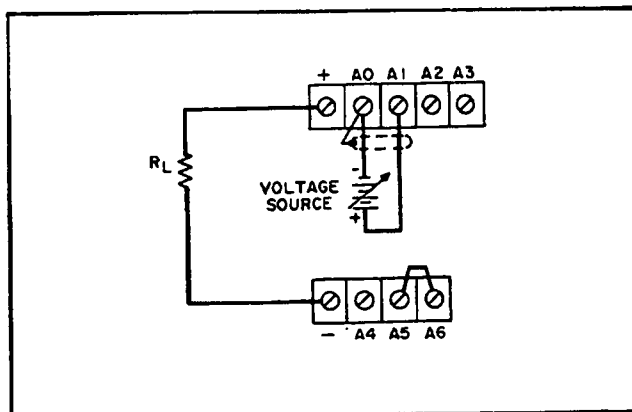 + A0 A1 A2 A3
RL
-
VOLTAGE
SOURCE
+
- A4 A5 A6